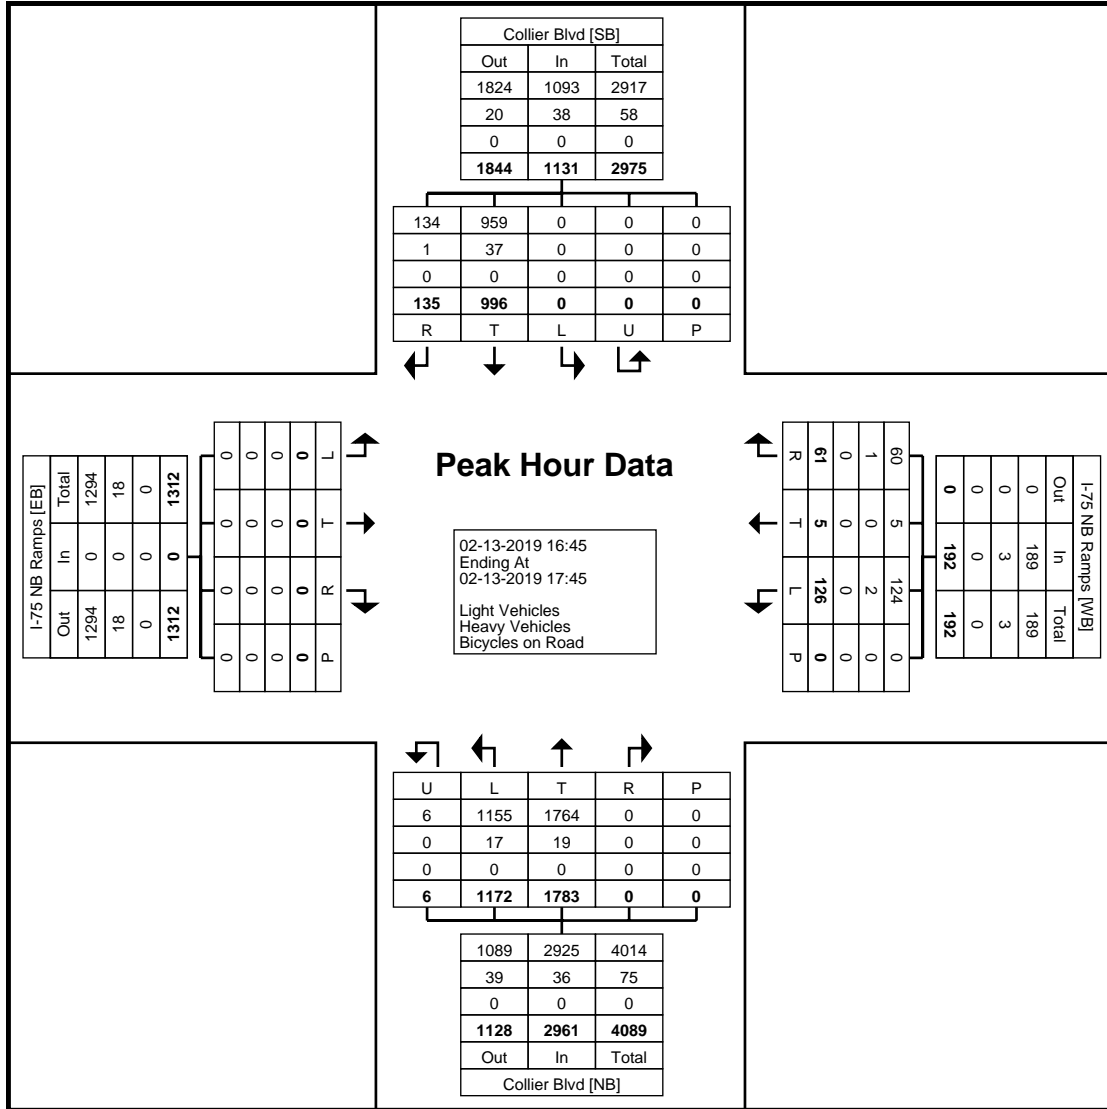 Collier Blvd [SB]
Out In Total
1824 1093 2917
20 38 58
0 0 0
1844 1131 2975
134 959 0 0 0
1 37 0 0 0
0 0 0 0 0
135 996 0 0 0
R T L U P
I-75 NB Ramps [EB]
Out In Total
1294 0 1294
18 0 18
0 0 0
1312 0 1312
0 0 0 0
0 0 0 0
0 0 0 0
0 0 0 0
P R T L
Peak Hour Data
02-13-2019 16:45
Ending At
02-13-2019 17:45
Light Vehicles
Heavy Vehicles
Bicycles on Road
I-75 NB Ramps [WB]
Out In Total
0 189 189
0 3 3
0 0 0
0 192 192
60 5 124 0
1 0 2 0
0 0 0 0
61 5 126 0
R T L P
U L T R P
6 1155 1764 0 0
0 17 19 0 0
0 0 0 0 0
6 1172 1783 0 0
1089 2925 4014
39 36 75
0 0 0
1128 2961 4089
Out In Total
Collier Blvd [NB]